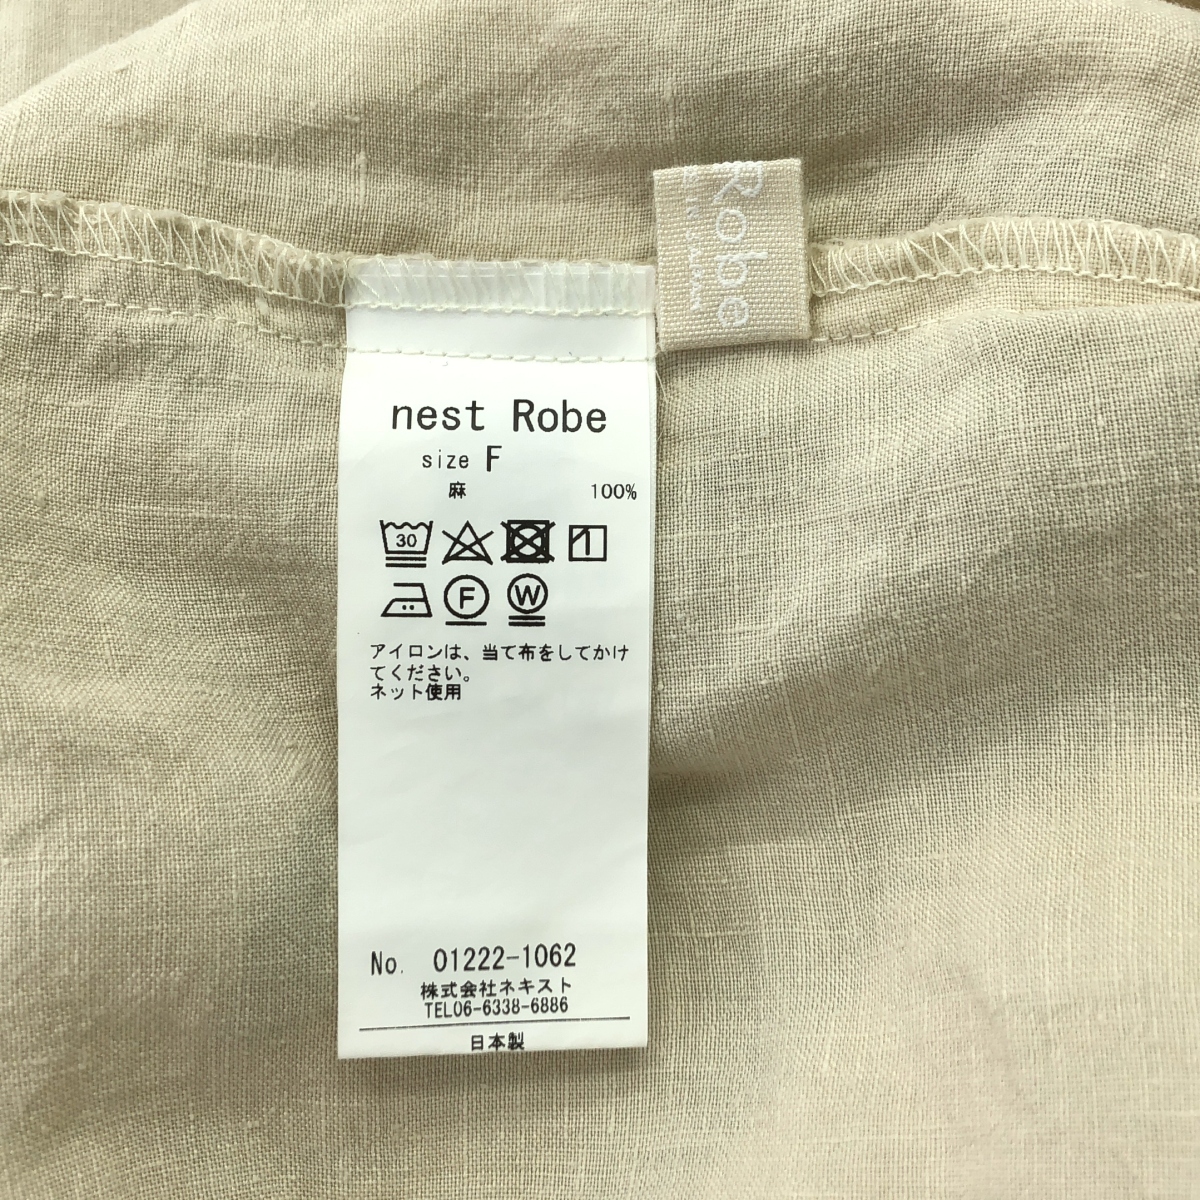 Robe
nest Robe
size F
麻 100%
30
F W
アイロンは、当て布をしてかけ
てください。
ネット使用
No. 01222-1062
株式会社ネキスト
TEL06-6338-6886
日本製